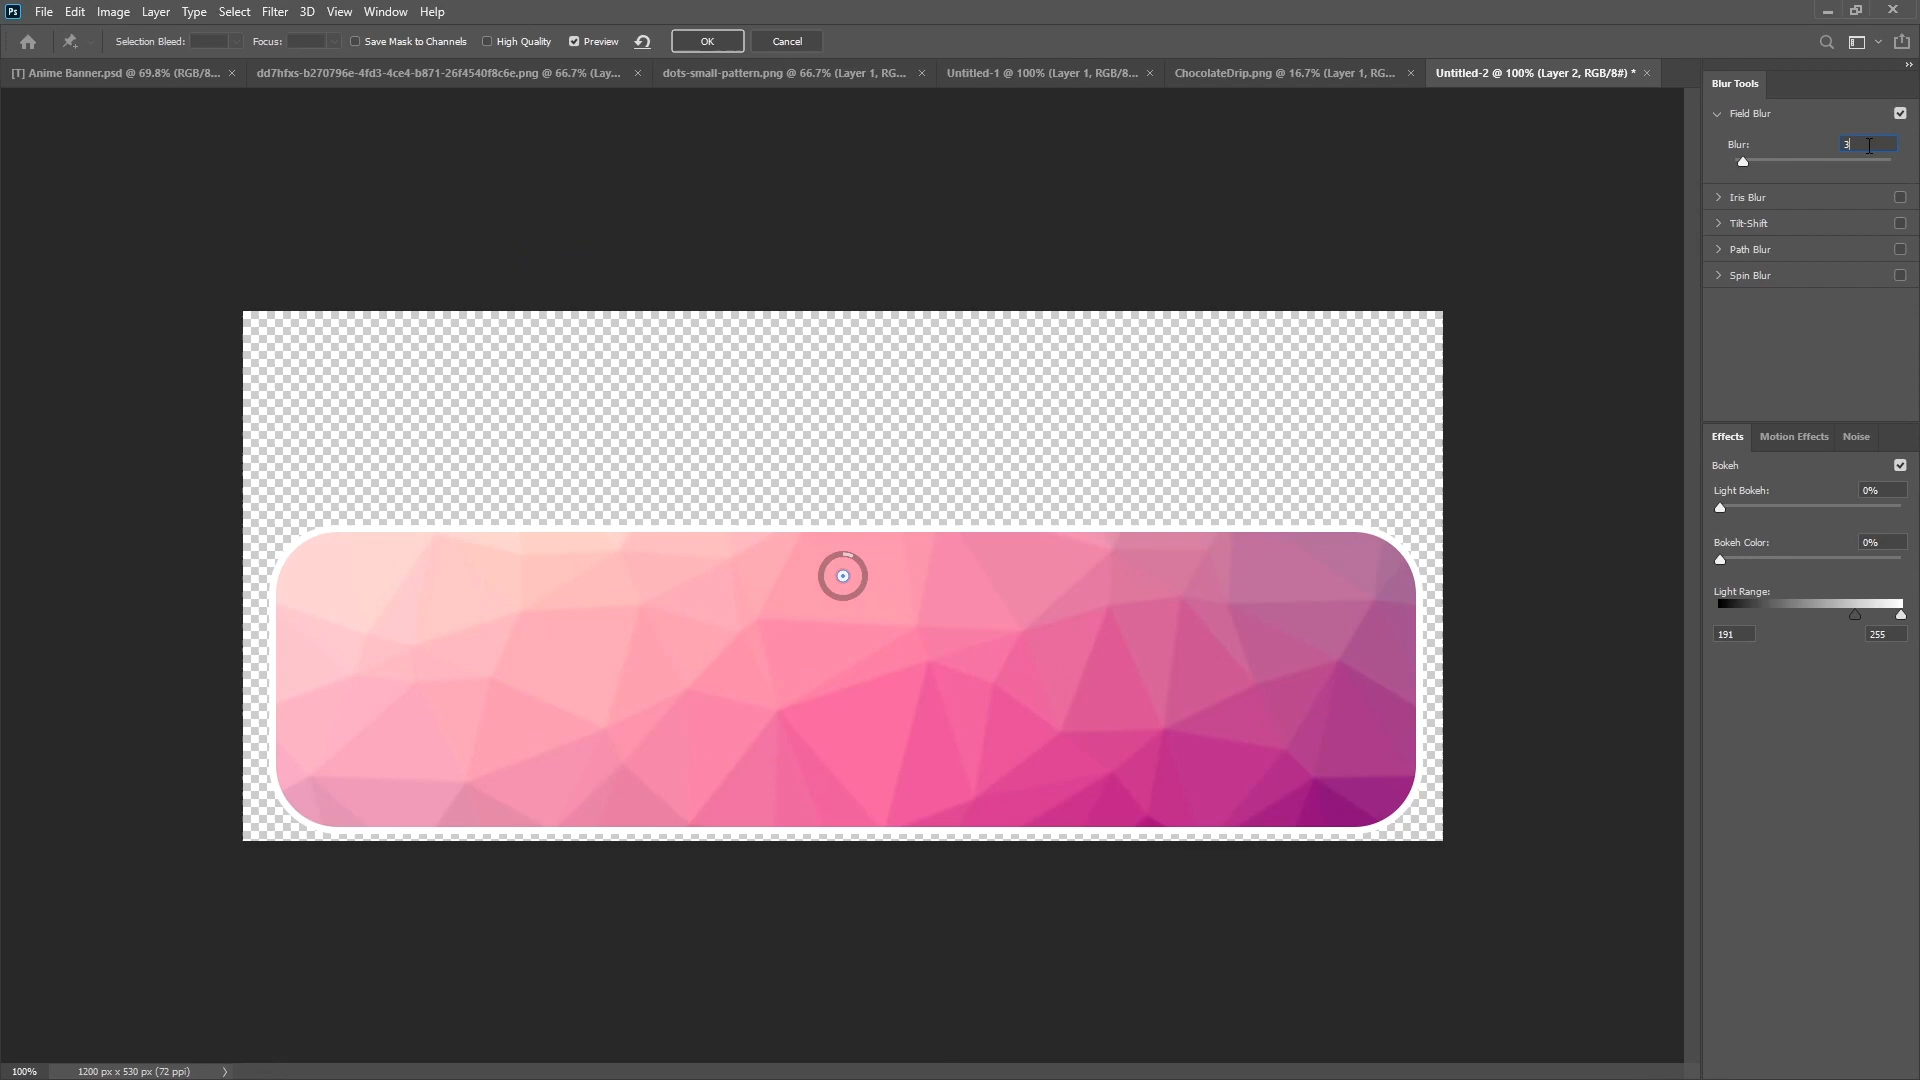 Ps File Edit Image Layer Type Select Filter 3D View Window Help
Selection Bleed: Focus: Save Mask to Channels High Quality Preview OK Cancel
[T] Anime Banner.psd @ 69.8% (RGB/8... × dd7hfxs-b270796e-4fd3-4ce4-b871-26f4540f8c6e.png @ 66.7% (Lay... × dots-small-pattern.png @ 66.7% (Layer 1, RG... × Untitled-1 @ 100% (Layer 1, RGB/8... × ChocolateDrip.png @ 16.7% (Layer 1, RG... × Untitled-2 @ 100% (Layer 2, RGB/8#) * ×
Blur Tools
Field Blur
Blur: 3
Iris Blur
Tilt-Shift
Path Blur
Spin Blur
Effects Motion Effects Noise
Bokeh
Light Bokeh: 0%
Bokeh Color: 0%
Light Range:
191 255
100% 1200 px x 530 px (72 ppi)